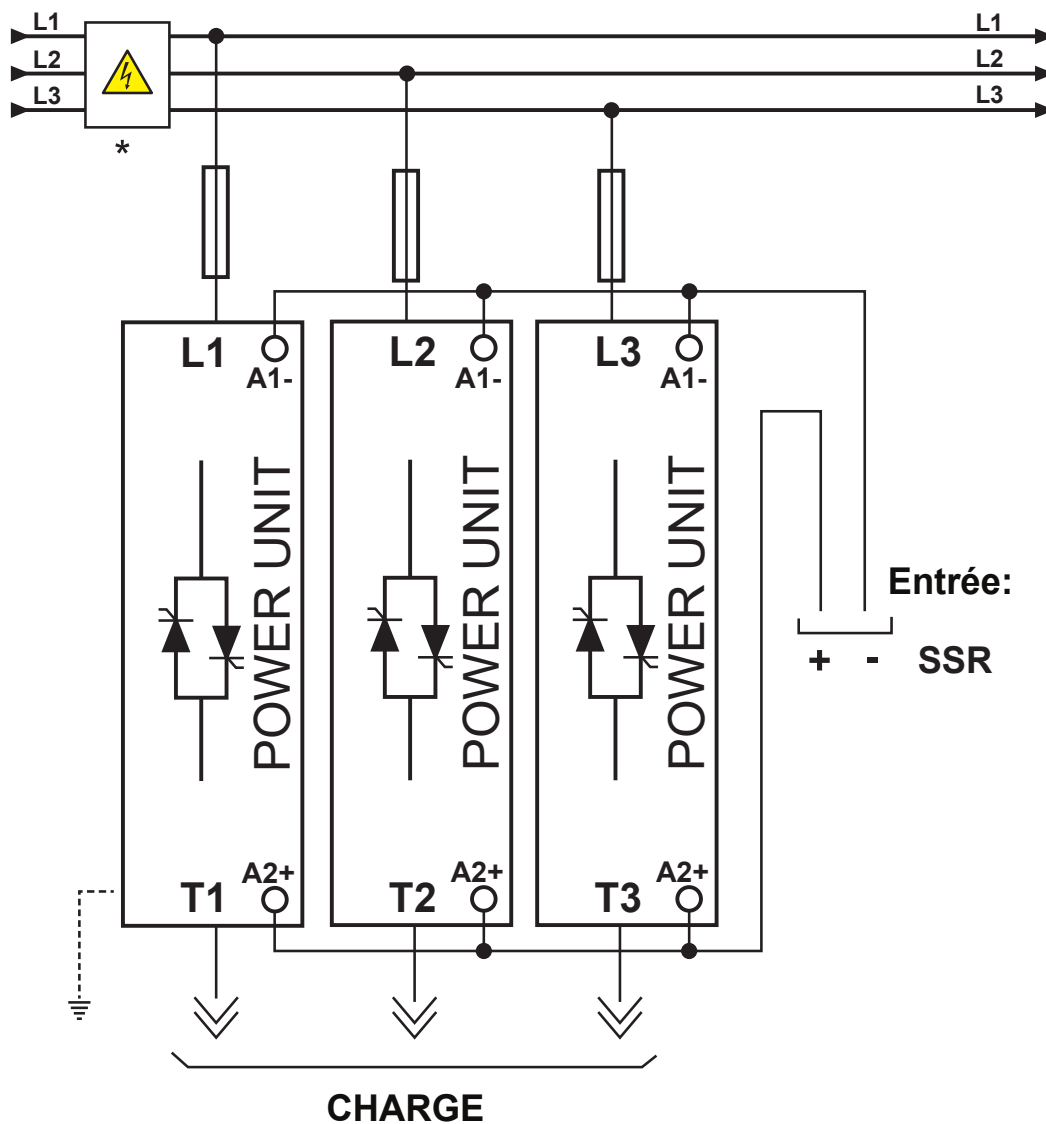 L1 L1
L2 L2
L3 L3
*
L1 L2 L3
A1- A1- A1-
POWER UNIT POWER UNIT POWER UNIT
Entrée:
+ - SSR
A2+ A2+ A2+
T1 T2 T3
CHARGE